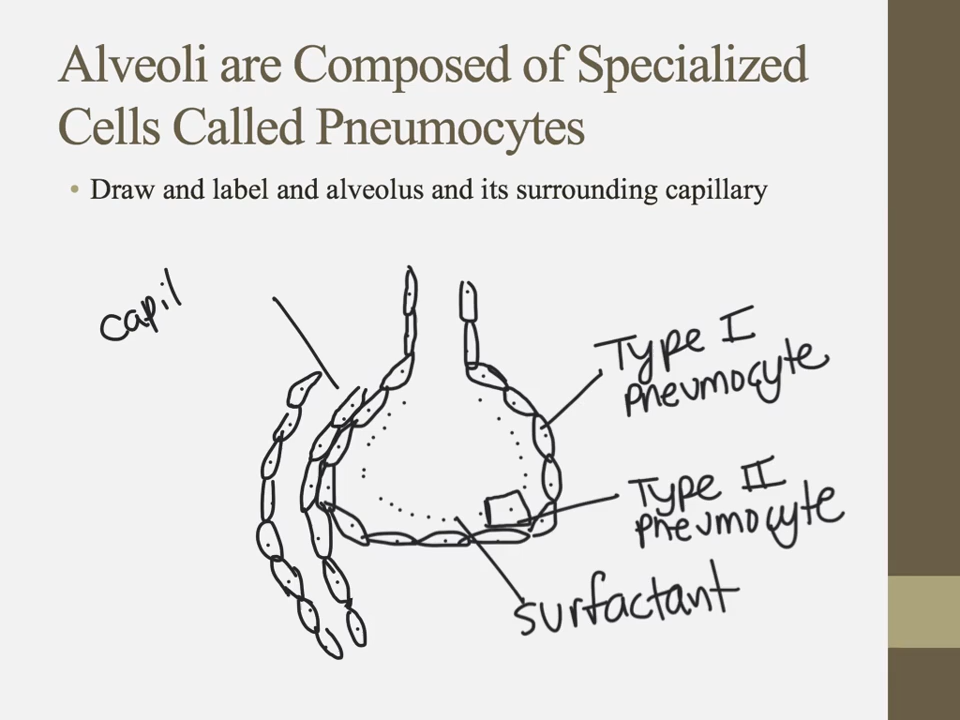 Alveoli are Composed of Specialized
Cells Called Pneumocytes
• Draw and label and alveolus and its surrounding capillary
capil
Type I
pneumocyte
Type II
pneumocyte
surfactant